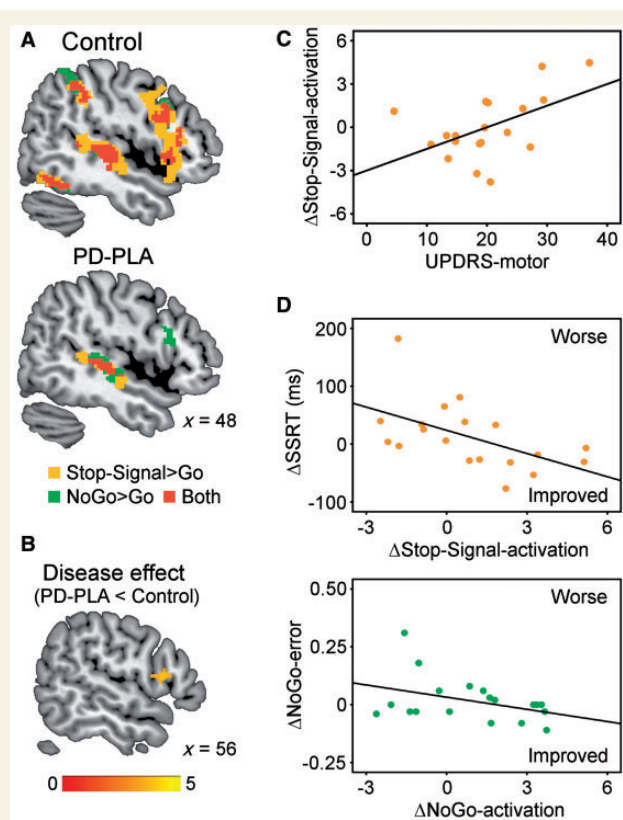 A
Control
PD-PLA
x = 48
Stop-Signal>Go
NoGo>Go
Both
B
Disease effect
(PD-PLA < Control)
x = 56
0
5
C
ΔStop-Signal-activation
6
3
0
-3
-6
0 10 20 30 40
UPDRS-motor
D
ΔSSRT (ms)
200
100
0
-100
Worse
Improved
-3 0 3 6
ΔStop-Signal-activation
ΔNoGo-error
0.50
0.25
0
-0.25
Worse
Improved
-3 0 3 6
ΔNoGo-activation